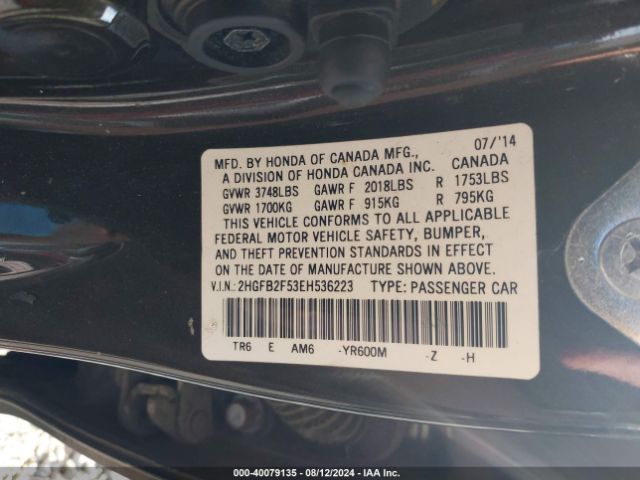 07/'14
MFD. BY HONDA OF CANADA MFG.,
A DIVISION OF HONDA CANADA INC. CANADA
GVWR 3748LBS GAWR F 2018LBS R 1753LBS
GVWR 1700KG GAWR F 915KG R 795KG
THIS VEHICLE CONFORMS TO ALL APPLICABLE
FEDERAL MOTOR VEHICLE SAFETY, BUMPER,
AND THEFT PREVENTION STANDARDS IN EFFECT
ON THE DATE OF MANUFACTURE SHOWN ABOVE.
V.I.N.: 2HGFB2F53EH536223 TYPE: PASSENGER CAR
TR6 E AM6 -YR600M -Z -H
000-40079135 - 08/12/2024 - IAA Inc.